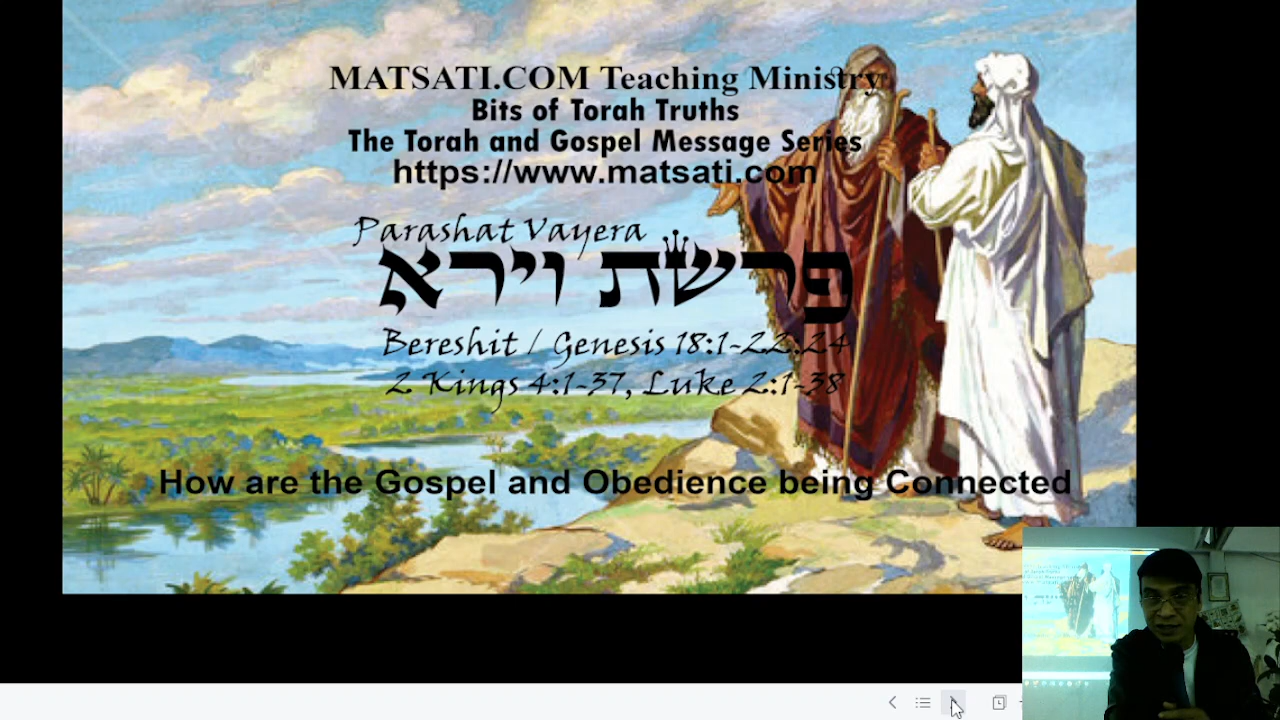 MATSATI.COM Teaching Ministry
Bits of Torah Truths
The Torah and Gospel Message Series
https://www.matsati.com
Parashat Vayera
פרשת וירא
Bereshit / Genesis 18:1-22:24
2 Kings 4:1-37, Luke 2:1-38
How are the Gospel and Obedience being Connected